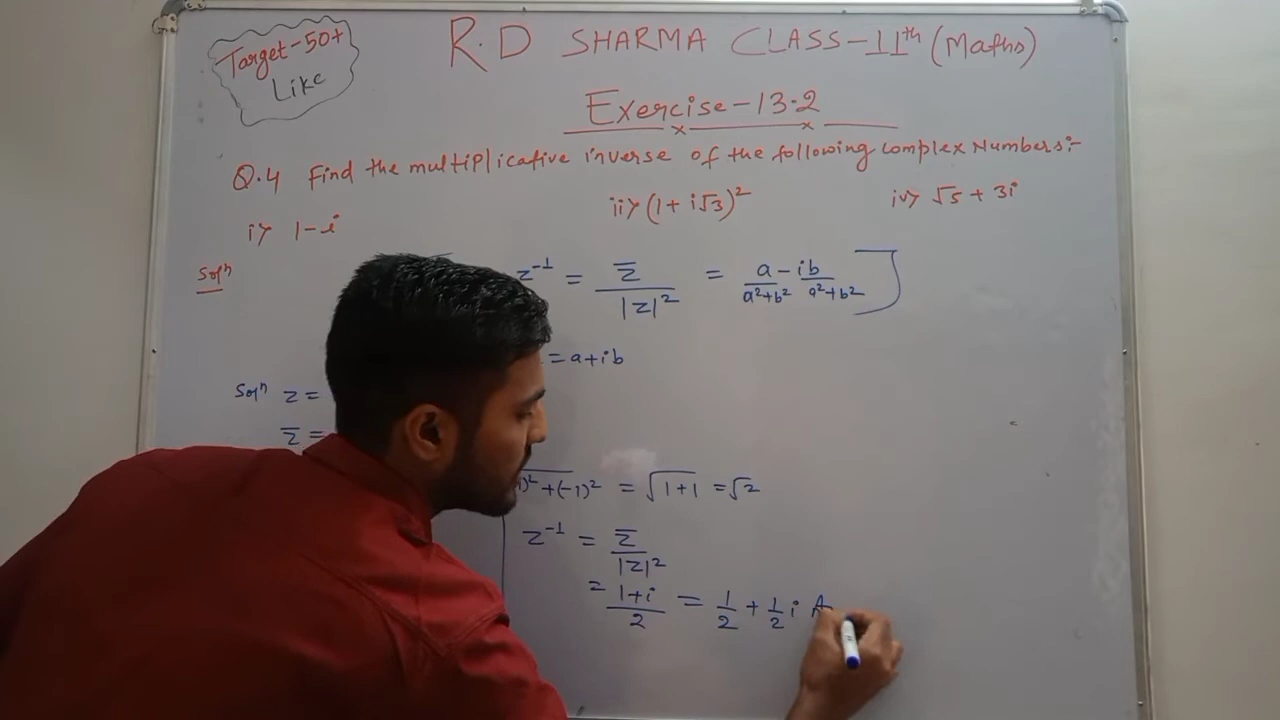 Target-50+
Like
R.D SHARMA CLASS-11th (Maths)
Exercise-13.2
Q.4 Find the multiplicative inverse of the following complex Numbers:-
i> 1-i
ii> (1+i√3)²
iv> √5 + 3i
Solⁿ
z⁻¹ = z̅/|z|² = a/(a²+b²) - ib/(a²+b²)
= a+ib
Solⁿ z =
z̅ =
)² + (-1)² = √1+1 = √2
z⁻¹ = z̅/|z|²
= (1+i)/2 = 1/2 + 1/2 i